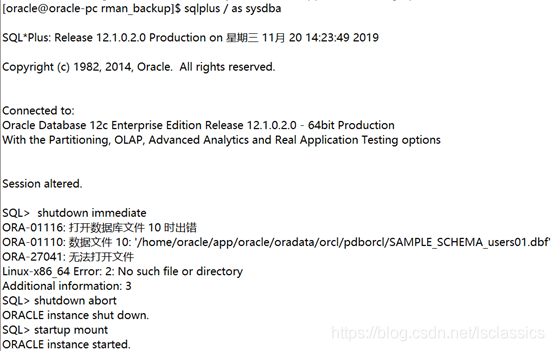 [oracle@oracle-pc rman_backup]$ sqlplus / as sysdba
SQL*Plus: Release 12.1.0.2.0 Production on 星期三 11月 20 14:23:49 2019
Copyright (c) 1982, 2014, Oracle.  All rights reserved.
Connected to:
Oracle Database 12c Enterprise Edition Release 12.1.0.2.0 - 64bit Production
With the Partitioning, OLAP, Advanced Analytics and Real Application Testing options
Session altered.
SQL>  shutdown immediate
ORA-01116: 打开数据库文件 10 时出错
ORA-01110: 数据文件 10: '/home/oracle/app/oracle/oradata/orcl/pdborcl/SAMPLE_SCHEMA_users01.dbf'
ORA-27041: 无法打开文件
Linux-x86_64 Error: 2: No such file or directory
Additional information: 3
SQL> shutdown abort
ORACLE instance shut down.
SQL> startup mount
ORACLE instance started.
https://blog.csdn.net/lsclassics